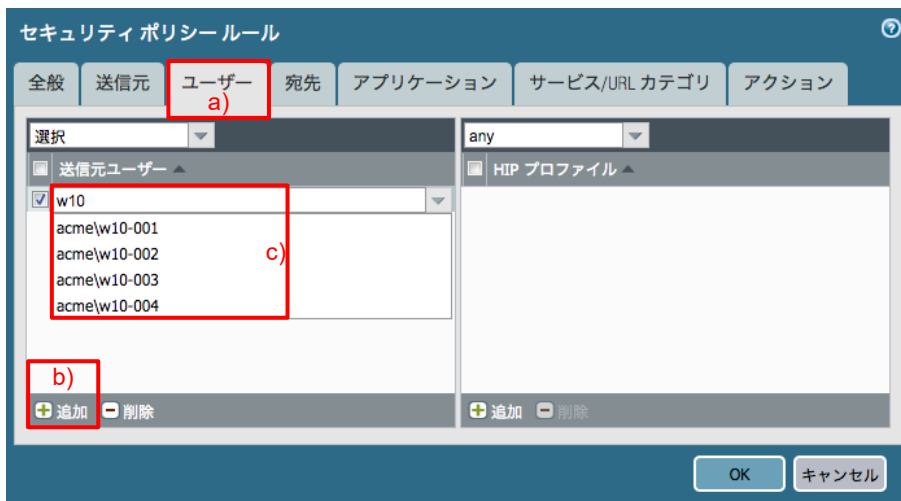 セキュリティ ポリシー ルール
全般 送信元 ユーザー 宛先 アプリケーション サービス/URL カテゴリ アクション
a)
選択 any
送信元ユーザー HIP プロファイル
w10
acme\w10-001
acme\w10-002
c)
acme\w10-003
acme\w10-004
b)
追加 削除 追加 削除
OK キャンセル